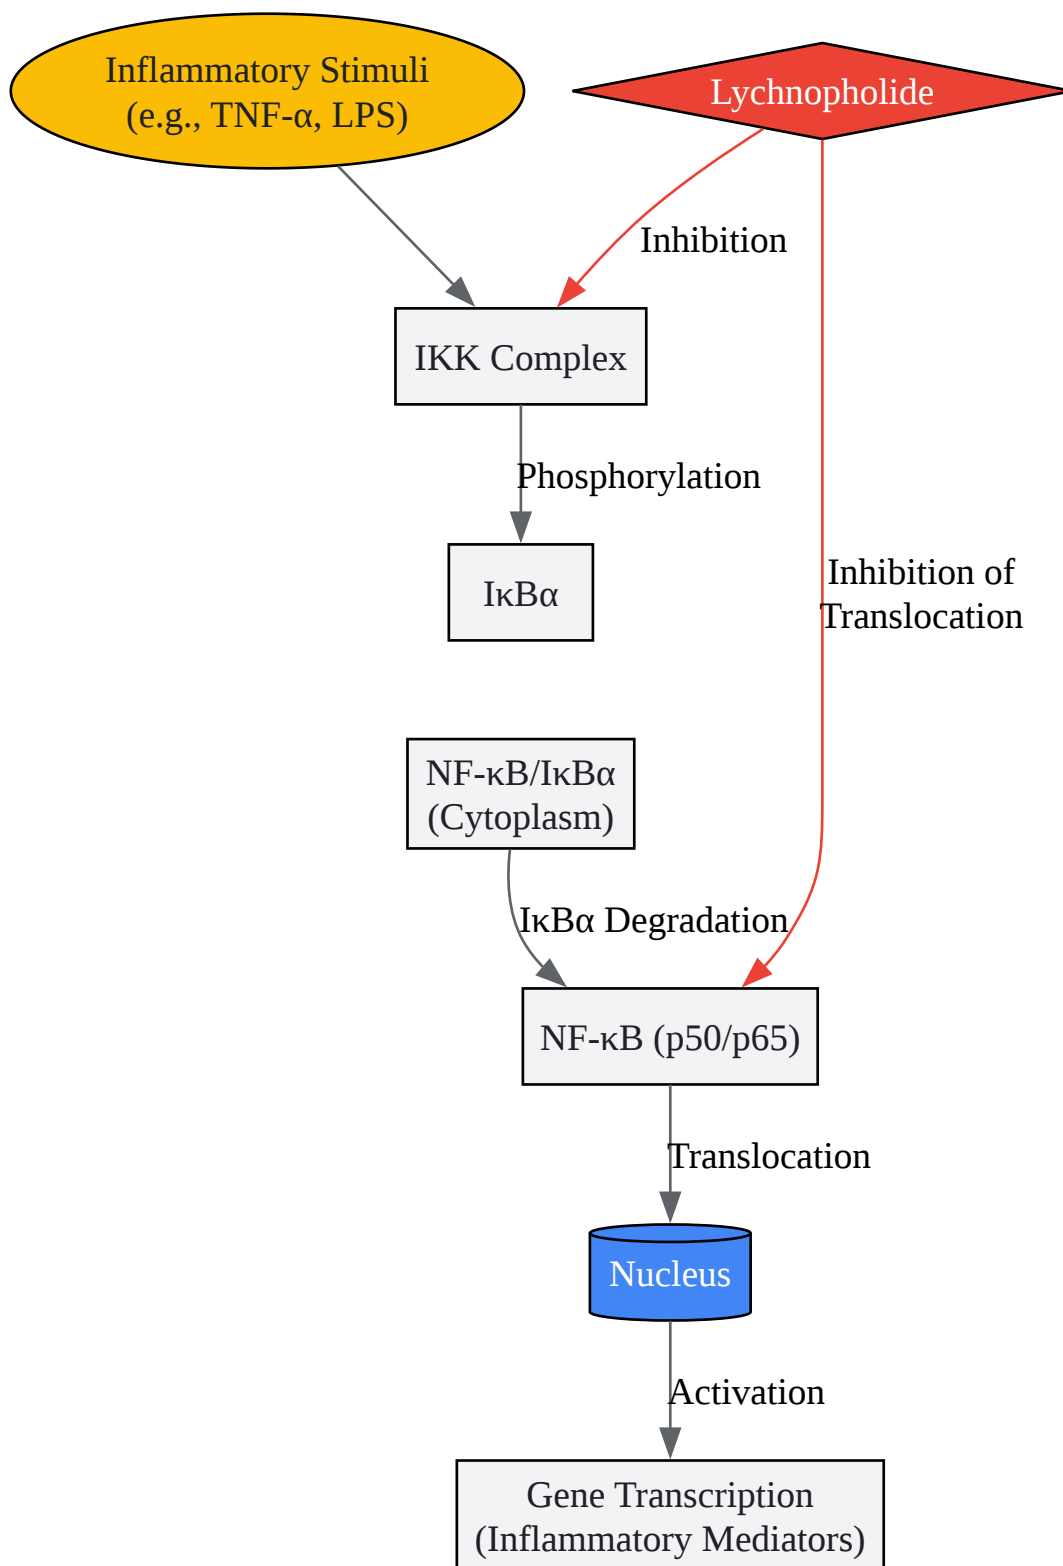 Inflammatory Stimuli
(e.g., TNF-α, LPS)
Lychnopholide
Inhibition
IKK Complex
Phosphorylation
IκBα
Inhibition of
Translocation
NF-κB/IκBα
(Cytoplasm)
IκBα Degradation
NF-κB (p50/p65)
Translocation
Nucleus
Activation
Gene Transcription
(Inflammatory Mediators)